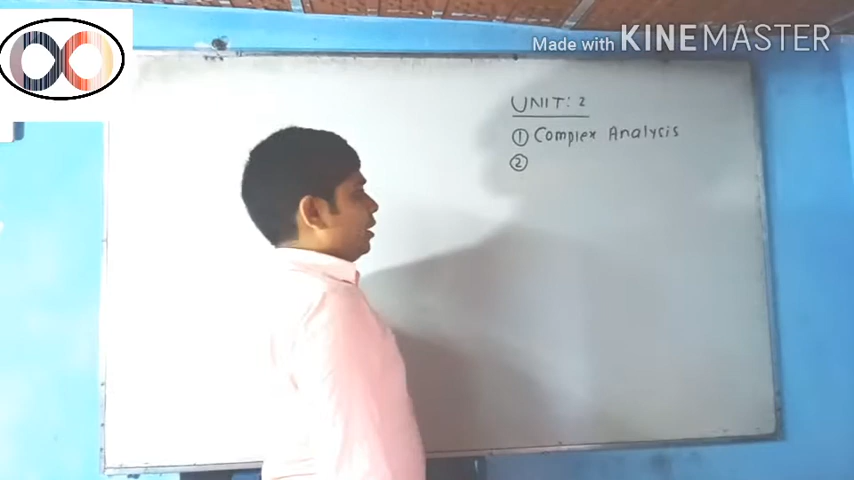 Made with KINEMASTER
UNIT: 2
① Complex Analysis
②